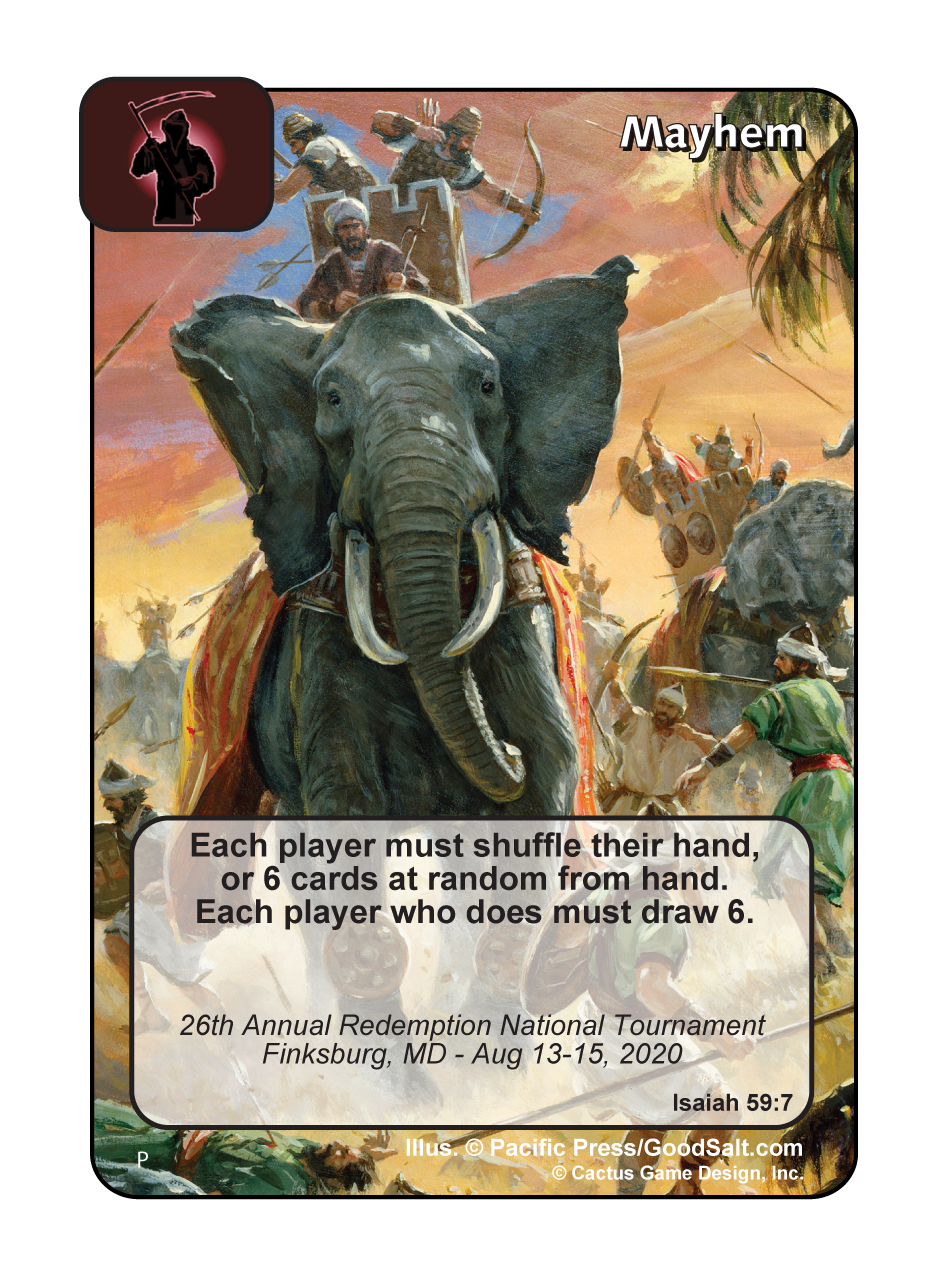 Mayhem
Each player must shuffle their hand,
or 6 cards at random from hand.
Each player who does must draw 6.
26th Annual Redemption National Tournament
Finksburg, MD - Aug 13-15, 2020
Isaiah 59:7
Illus. © Pacific Press/GoodSalt.com
P
© Cactus Game Design, Inc.